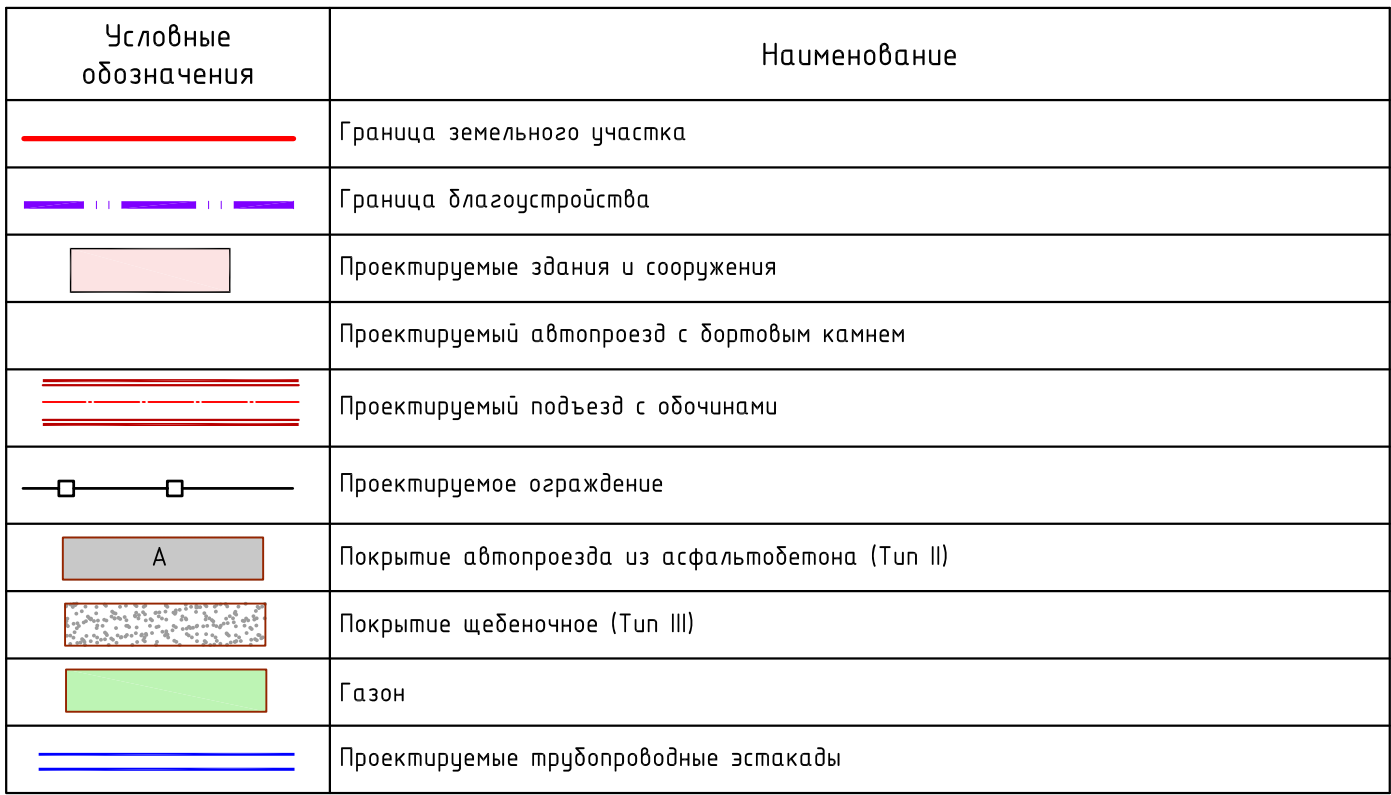 Условные
обозначения
Наименование
Граница земельного участка
Граница благоустройства
Проектируемые здания и сооружения
Проектируемый автопроезд с бортовым камнем
Проектируемый подъезд с обочинами
Проектируемое ограждение
А
Покрытие автопроезда из асфальтобетона (Тип II)
Покрытие щебеночное (Тип III)
Газон
Проектируемые трубопроводные эстакады